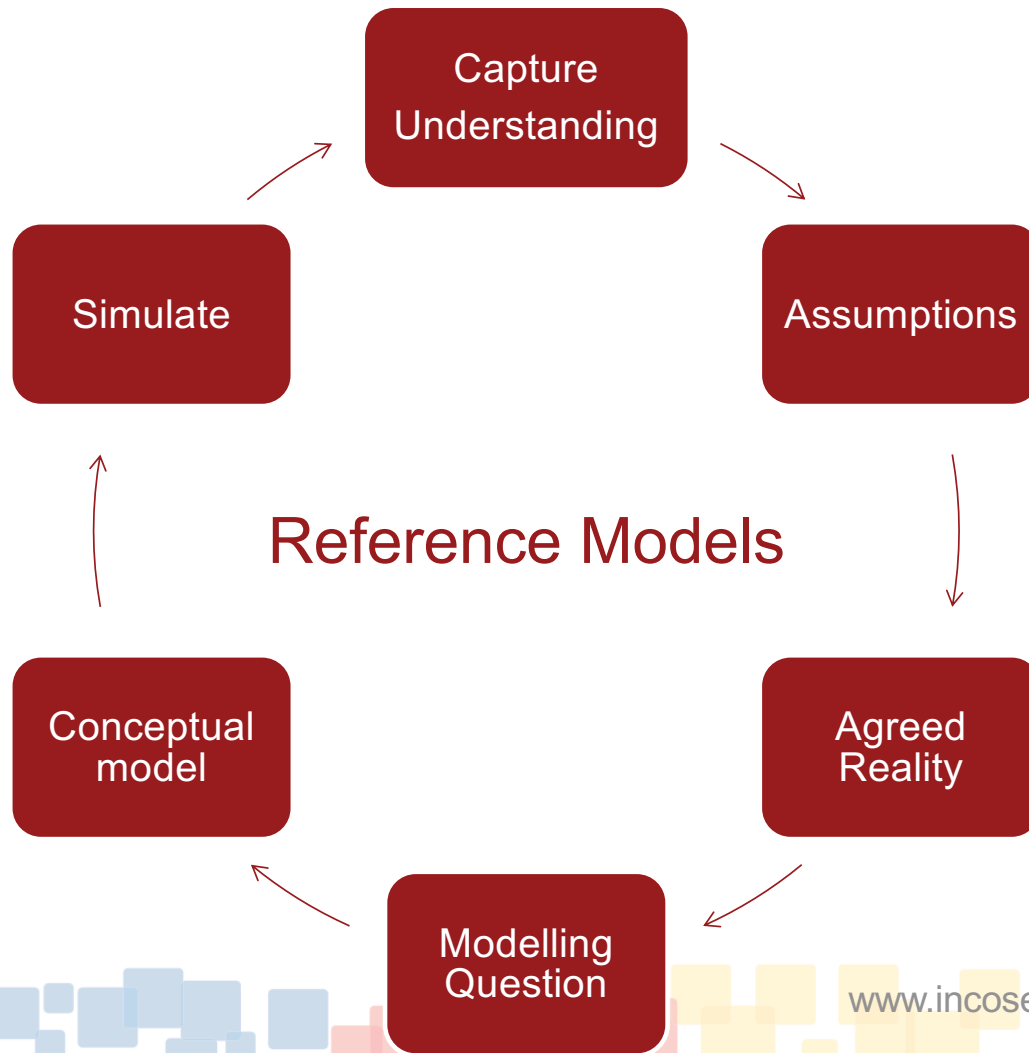 Capture
Understanding
Simulate
Assumptions
Reference Models
Conceptual
model
Agreed
Reality
Modelling
Question
www.incose